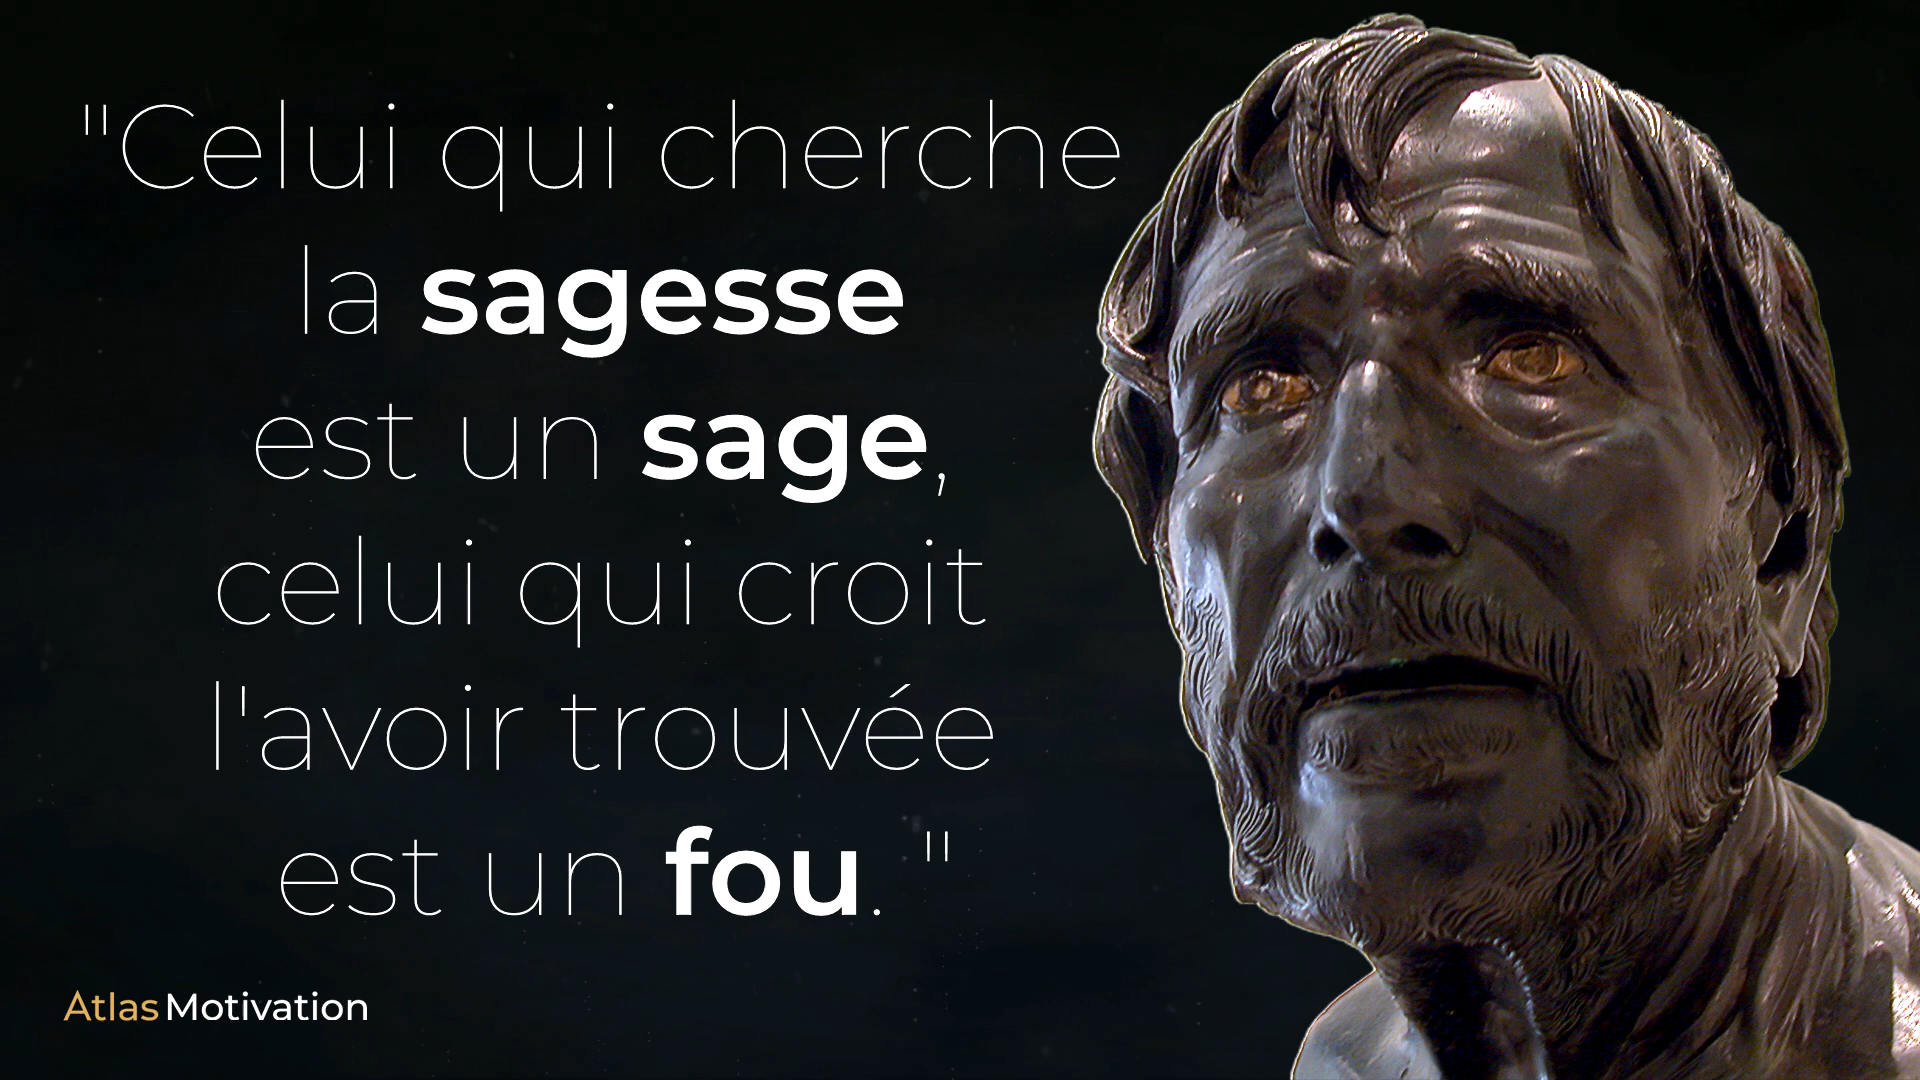 "Celui qui cherche
la sagesse
est un sage,
celui qui croit
l'avoir trouvée
est un fou. "
Atlas Motivation